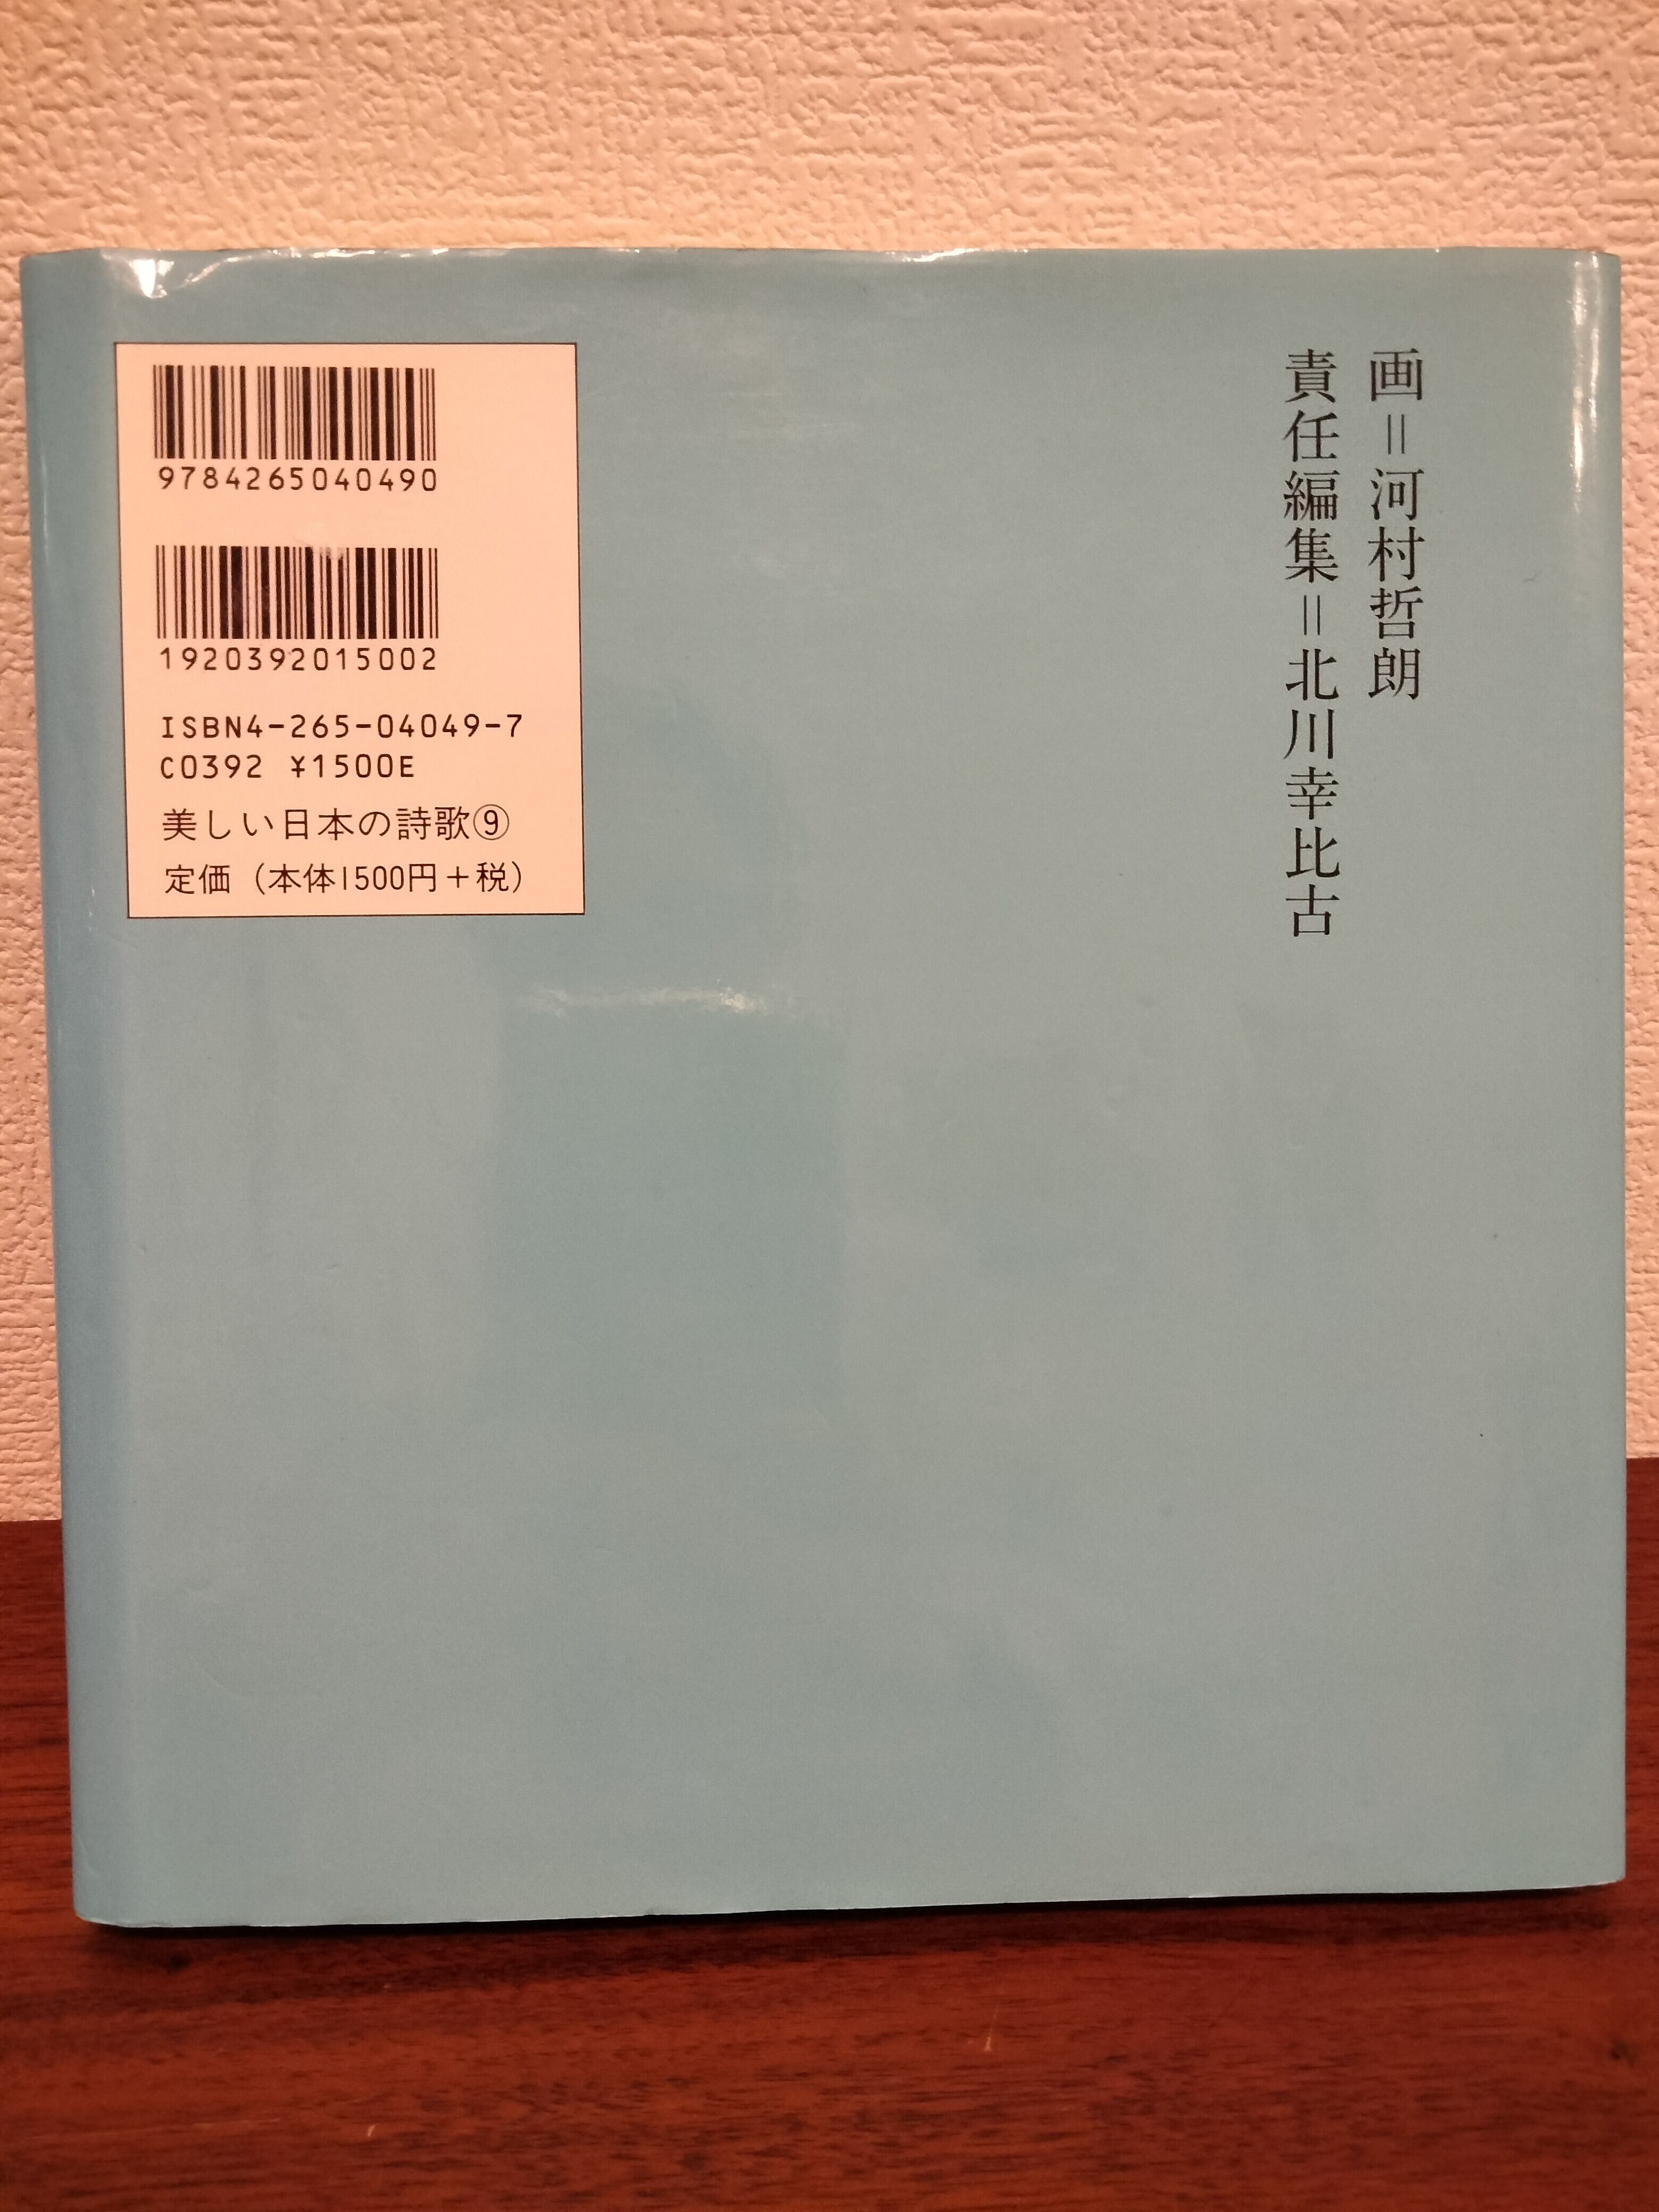 画＝河村哲朗
責任編集＝北川幸比古
9784265040490
1920392015002
ISBN4-265-04049-7
C0392 ¥1500E
美しい日本の詩歌⑨
定価（本体1500円＋税）